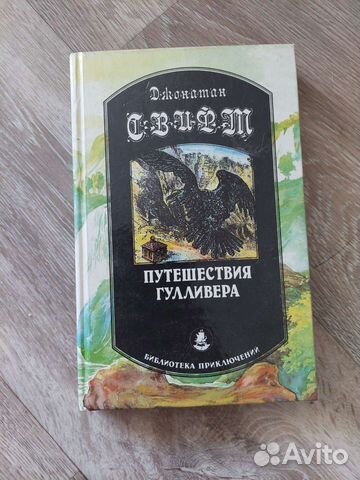 Джонатан
СВИФТ
ПУТЕШЕСТВИЯ
ГУЛЛИВЕРА
БИБЛИОТЕКА ПРИКЛЮЧЕНИЙ
Avito